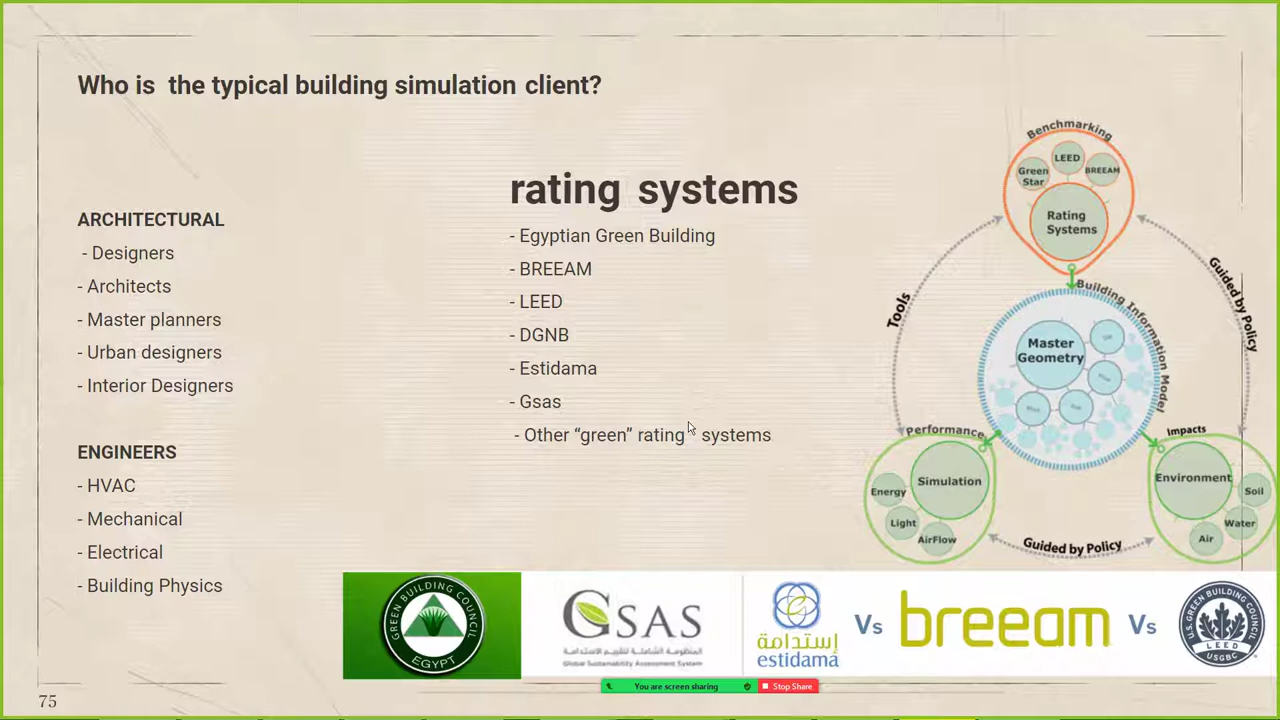 Who is the typical building simulation client?
ARCHITECTURAL
- Designers
- Architects
- Master planners
- Urban designers
- Interior Designers
ENGINEERS
- HVAC
- Mechanical
- Electrical
- Building Physics
rating systems
- Egyptian Green Building
- BREEAM
- LEED
- DGNB
- Estidama
- Gsas
- Other “green” rating systems
Benchmarking
LEED
Green
Star
BREEAM
Rating
Systems
Tools
Guided by Policy
Building Information Model
Master
Geometry
Performance
Simulation
Energy
Light
AirFlow
Impacts
Environment
Soil
Water
Air
Guided by Policy
GREEN BUILDING COUNCIL
EGYPT
GSAS
المنظومة الشاملة لتقييم الاستدامة
Global Sustainability Assessment System
إستدامة
estidama
Vs
breeam
Vs
U.S. GREEN BUILDING COUNCIL
LEED
USGBC
You are screen sharing
Stop Share
75